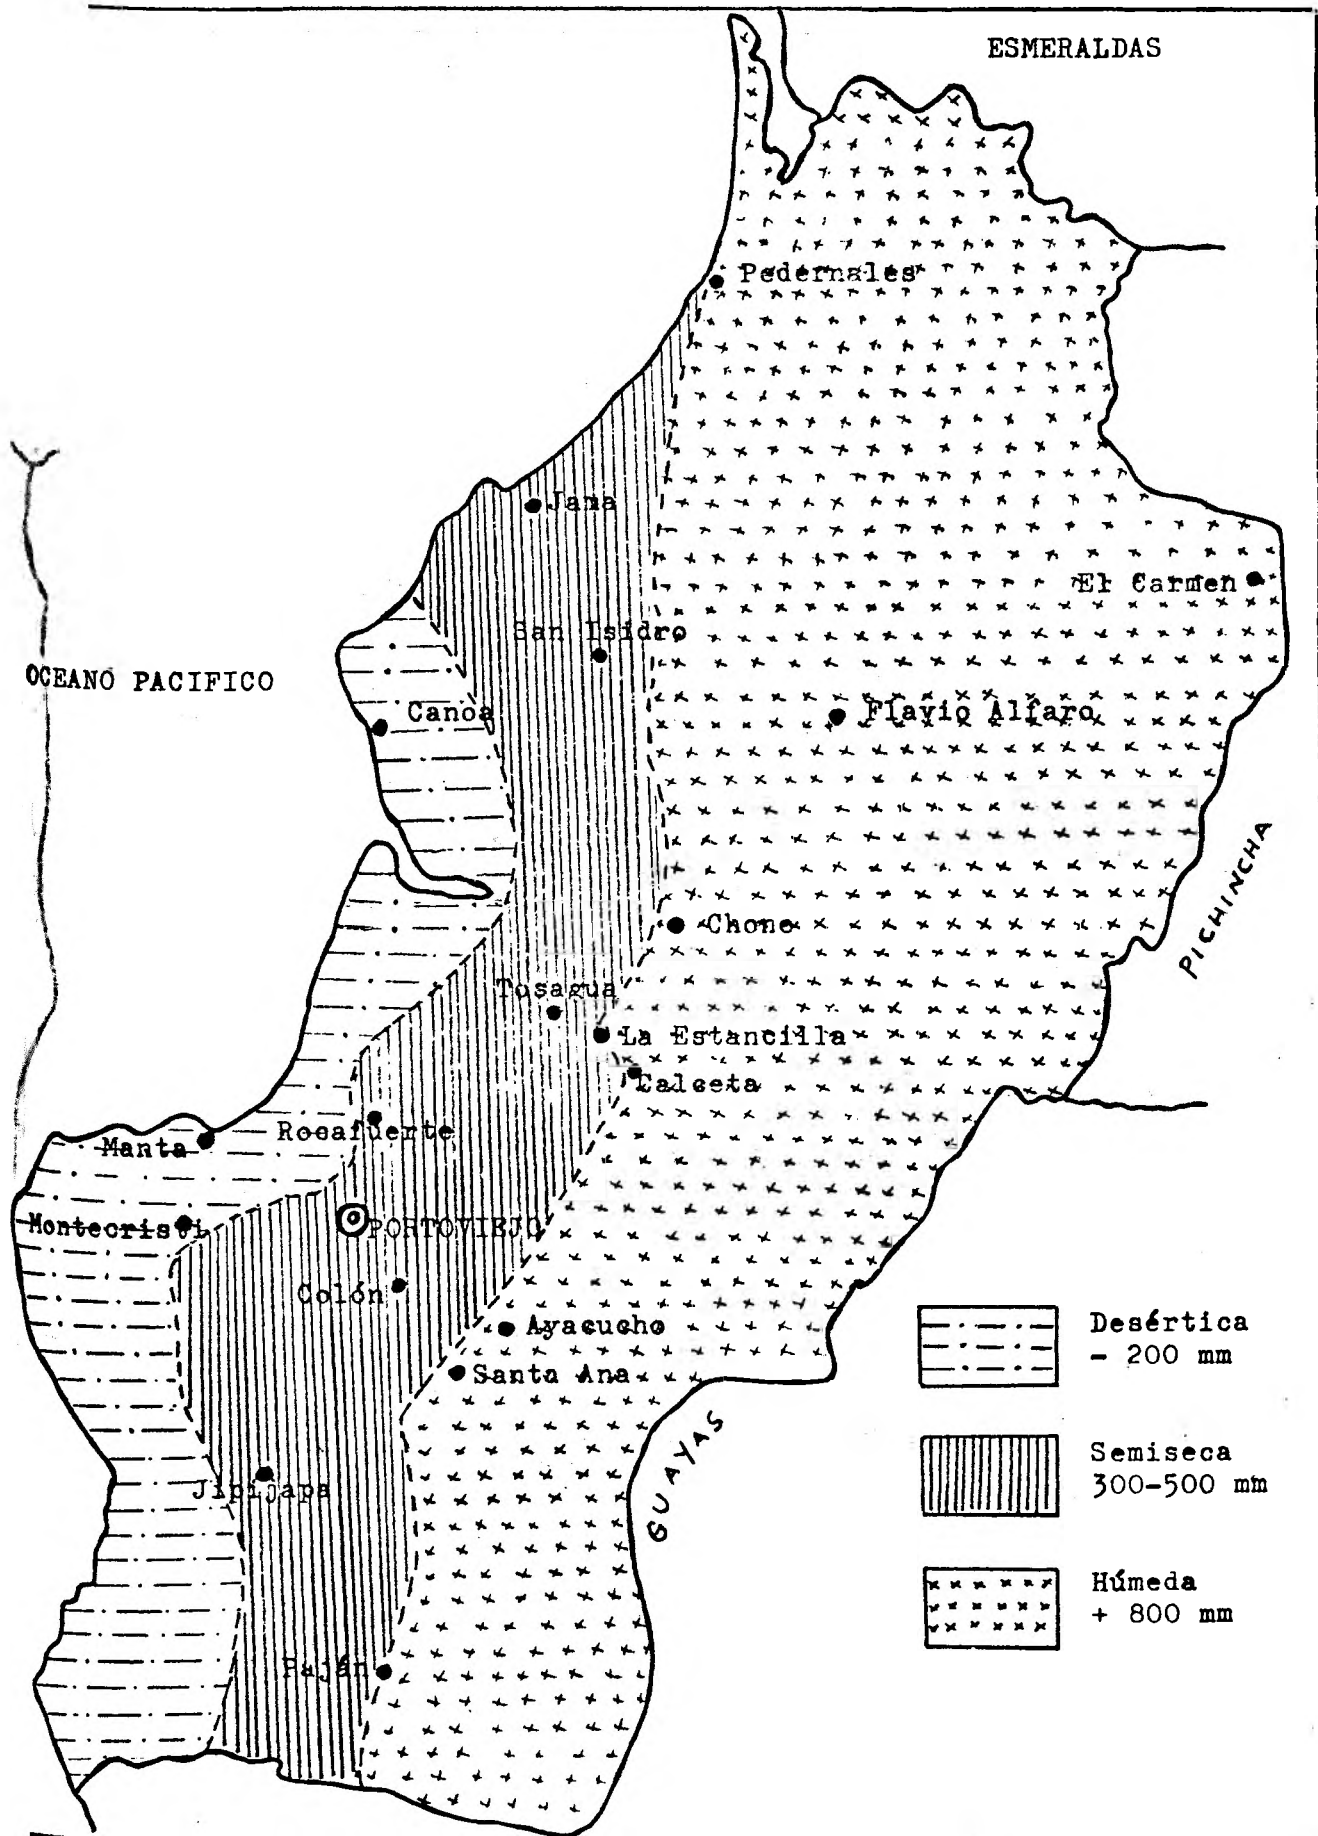 ESMERALDAS
Pedernales
Jama
El Carmen
San Isidro
OCEANO PACIFICO
Canoa
Flavio Alfaro
PICHINCHA
Chone
Tosagua
La Estancilla
Calceta
Rocafuerte
Manta
Montecristi
PORTOVIEJO
Colón
Ayacucho
Santa Ana
Desértica
- 200 mm
GUAYAS
Semiseca
300-500 mm
Jipijapa
Húmeda
+ 800 mm
Paján